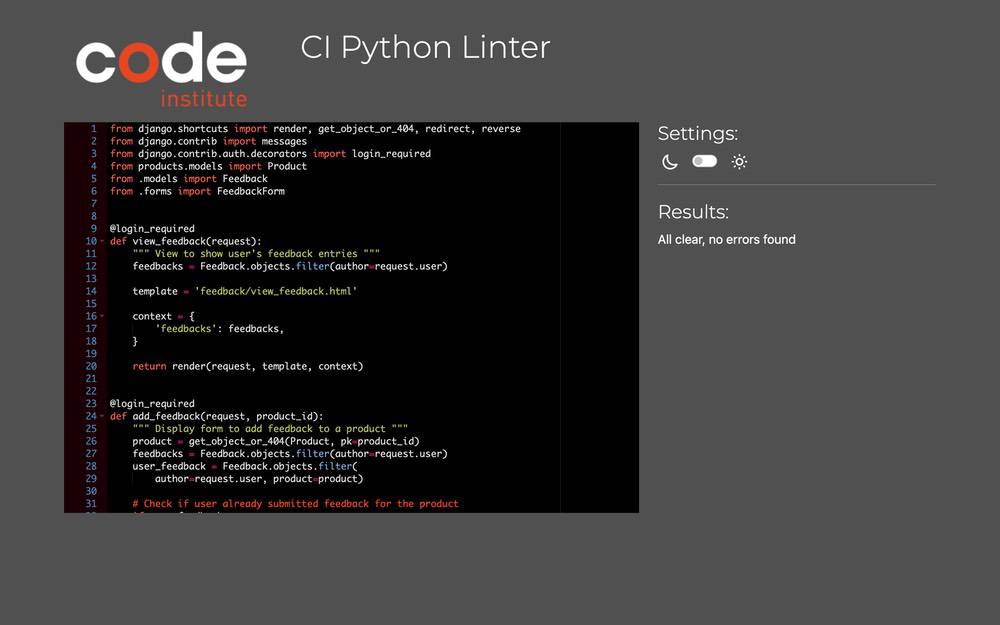 code
institute
CI Python Linter
1 from django.shortcuts import render, get_object_or_404, redirect, reverse
2 from django.contrib import messages
3 from django.contrib.auth.decorators import login_required
4 from products.models import Product
5 from .models import Feedback
6 from .forms import FeedbackForm
7
8
9 @login_required
10 def view_feedback(request):
11     """ View to show user's feedback entries """
12     feedbacks = Feedback.objects.filter(author=request.user)
13
14     template = 'feedback/view_feedback.html'
15
16     context = {
17         'feedbacks': feedbacks,
18     }
19
20     return render(request, template, context)
21
22
23 @login_required
24 def add_feedback(request, product_id):
25     """ Display form to add feedback to a product """
26     product = get_object_or_404(Product, pk=product_id)
27     feedbacks = Feedback.objects.filter(author=request.user)
28     user_feedback = Feedback.objects.filter(
29         author=request.user, product=product)
30
31     # Check if user already submitted feedback for the product
Settings:
Results:
All clear, no errors found